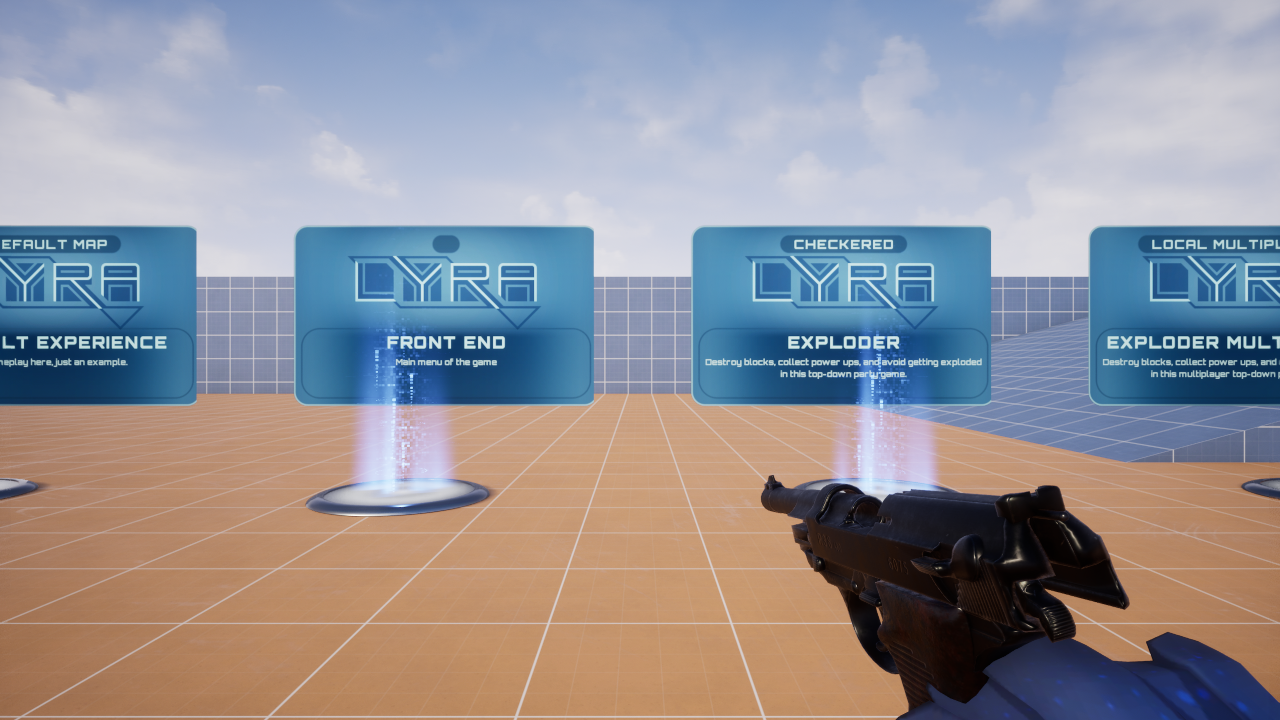 EFAULT MAP
LYRA
LT EXPERIENCE
meplay here, just an example.
LYRA
FRONT END
Main menu of the game
CHECKERED
LYRA
EXPLODER
Destroy blocks, collect power ups, and avoid getting exploded
in this top-down party game.
LOCAL MULTIPL
LYR
EXPLODER MULT
Destroy blocks, collect power ups, and
in this multiplayer top-down